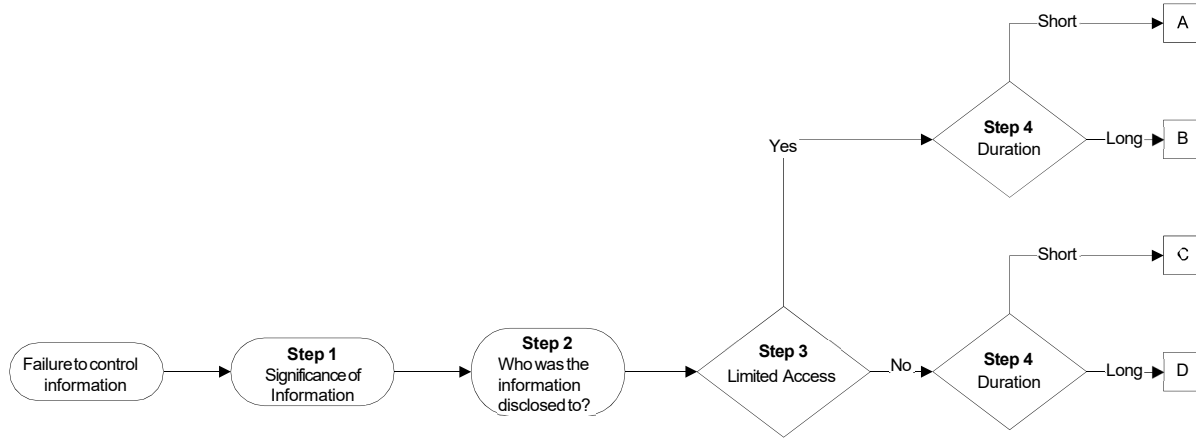 Short
A
Step 4
Duration
Yes
Long
B
Short
C
Failure to control
information
Step 1
Significance of
Information
Step 2
Who was the
information
disclosed to?
Step 3
Limited Access
No
Step 4
Duration
Long
D